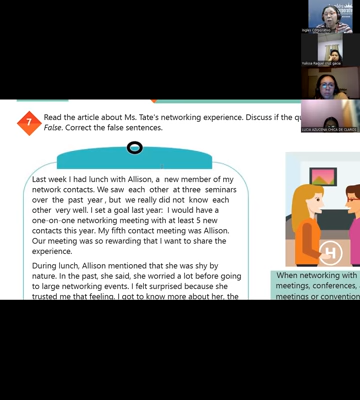 7
Read the article about Ms. Tate's networking experience. Discuss if the qu
False. Correct the false sentences.
Last week I had lunch with Allison, a new member of my
network contacts. We saw each other at three seminars
over the past year , but we really did not know each
other very well. I set a goal last year: I would have a
one-on-one networking meeting with at least 5 new
contacts this year. My fifth contact meeting was Allison.
Our meeting was so rewarding that I want to share the
experience.
During lunch, Allison mentioned that she was shy by
nature. In the past, she said, she worried a lot before going
to large networking events. I felt surprised because she
trusted me that feeling. I got to know more about her, the
When networking with
meetings, conferences,
meetings or convention